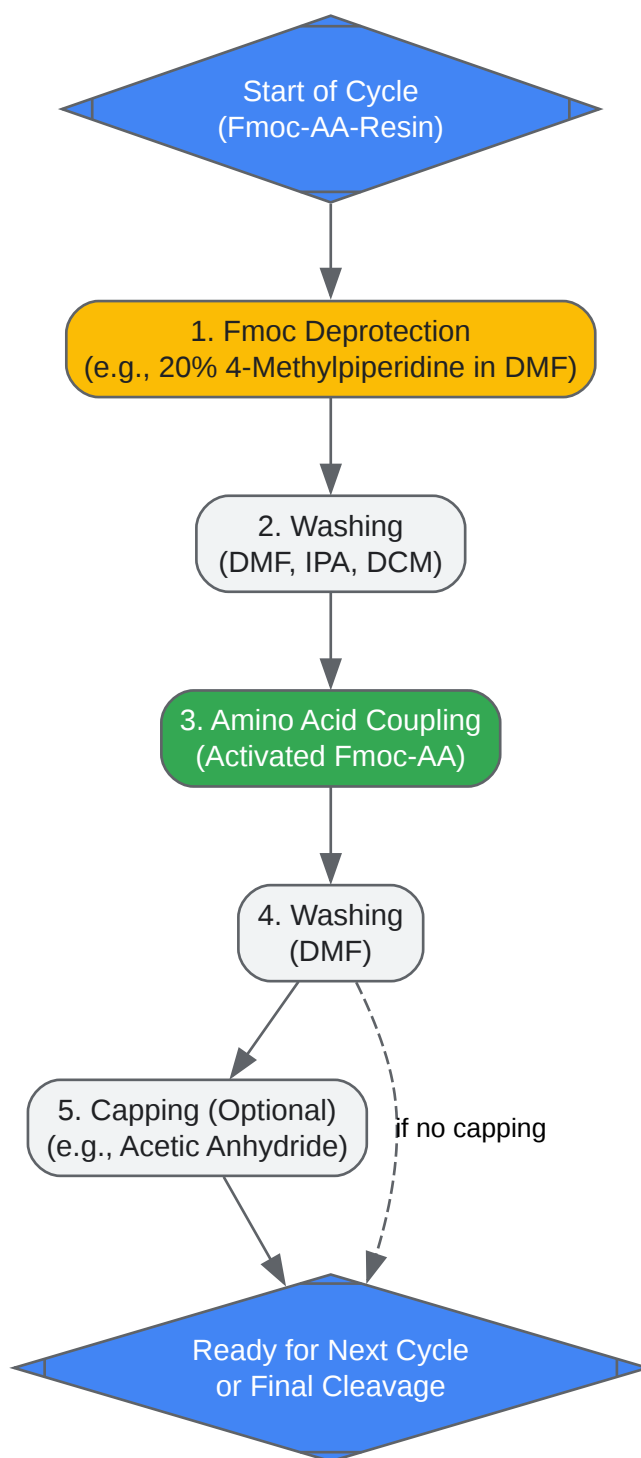 Start of Cycle
(Fmoc-AA-Resin)
1. Fmoc Deprotection
(e.g., 20% 4-Methylpiperidine in DMF)
2. Washing
(DMF, IPA, DCM)
3. Amino Acid Coupling
(Activated Fmoc-AA)
4. Washing
(DMF)
5. Capping (Optional)
(e.g., Acetic Anhydride)
if no capping
Ready for Next Cycle
or Final Cleavage